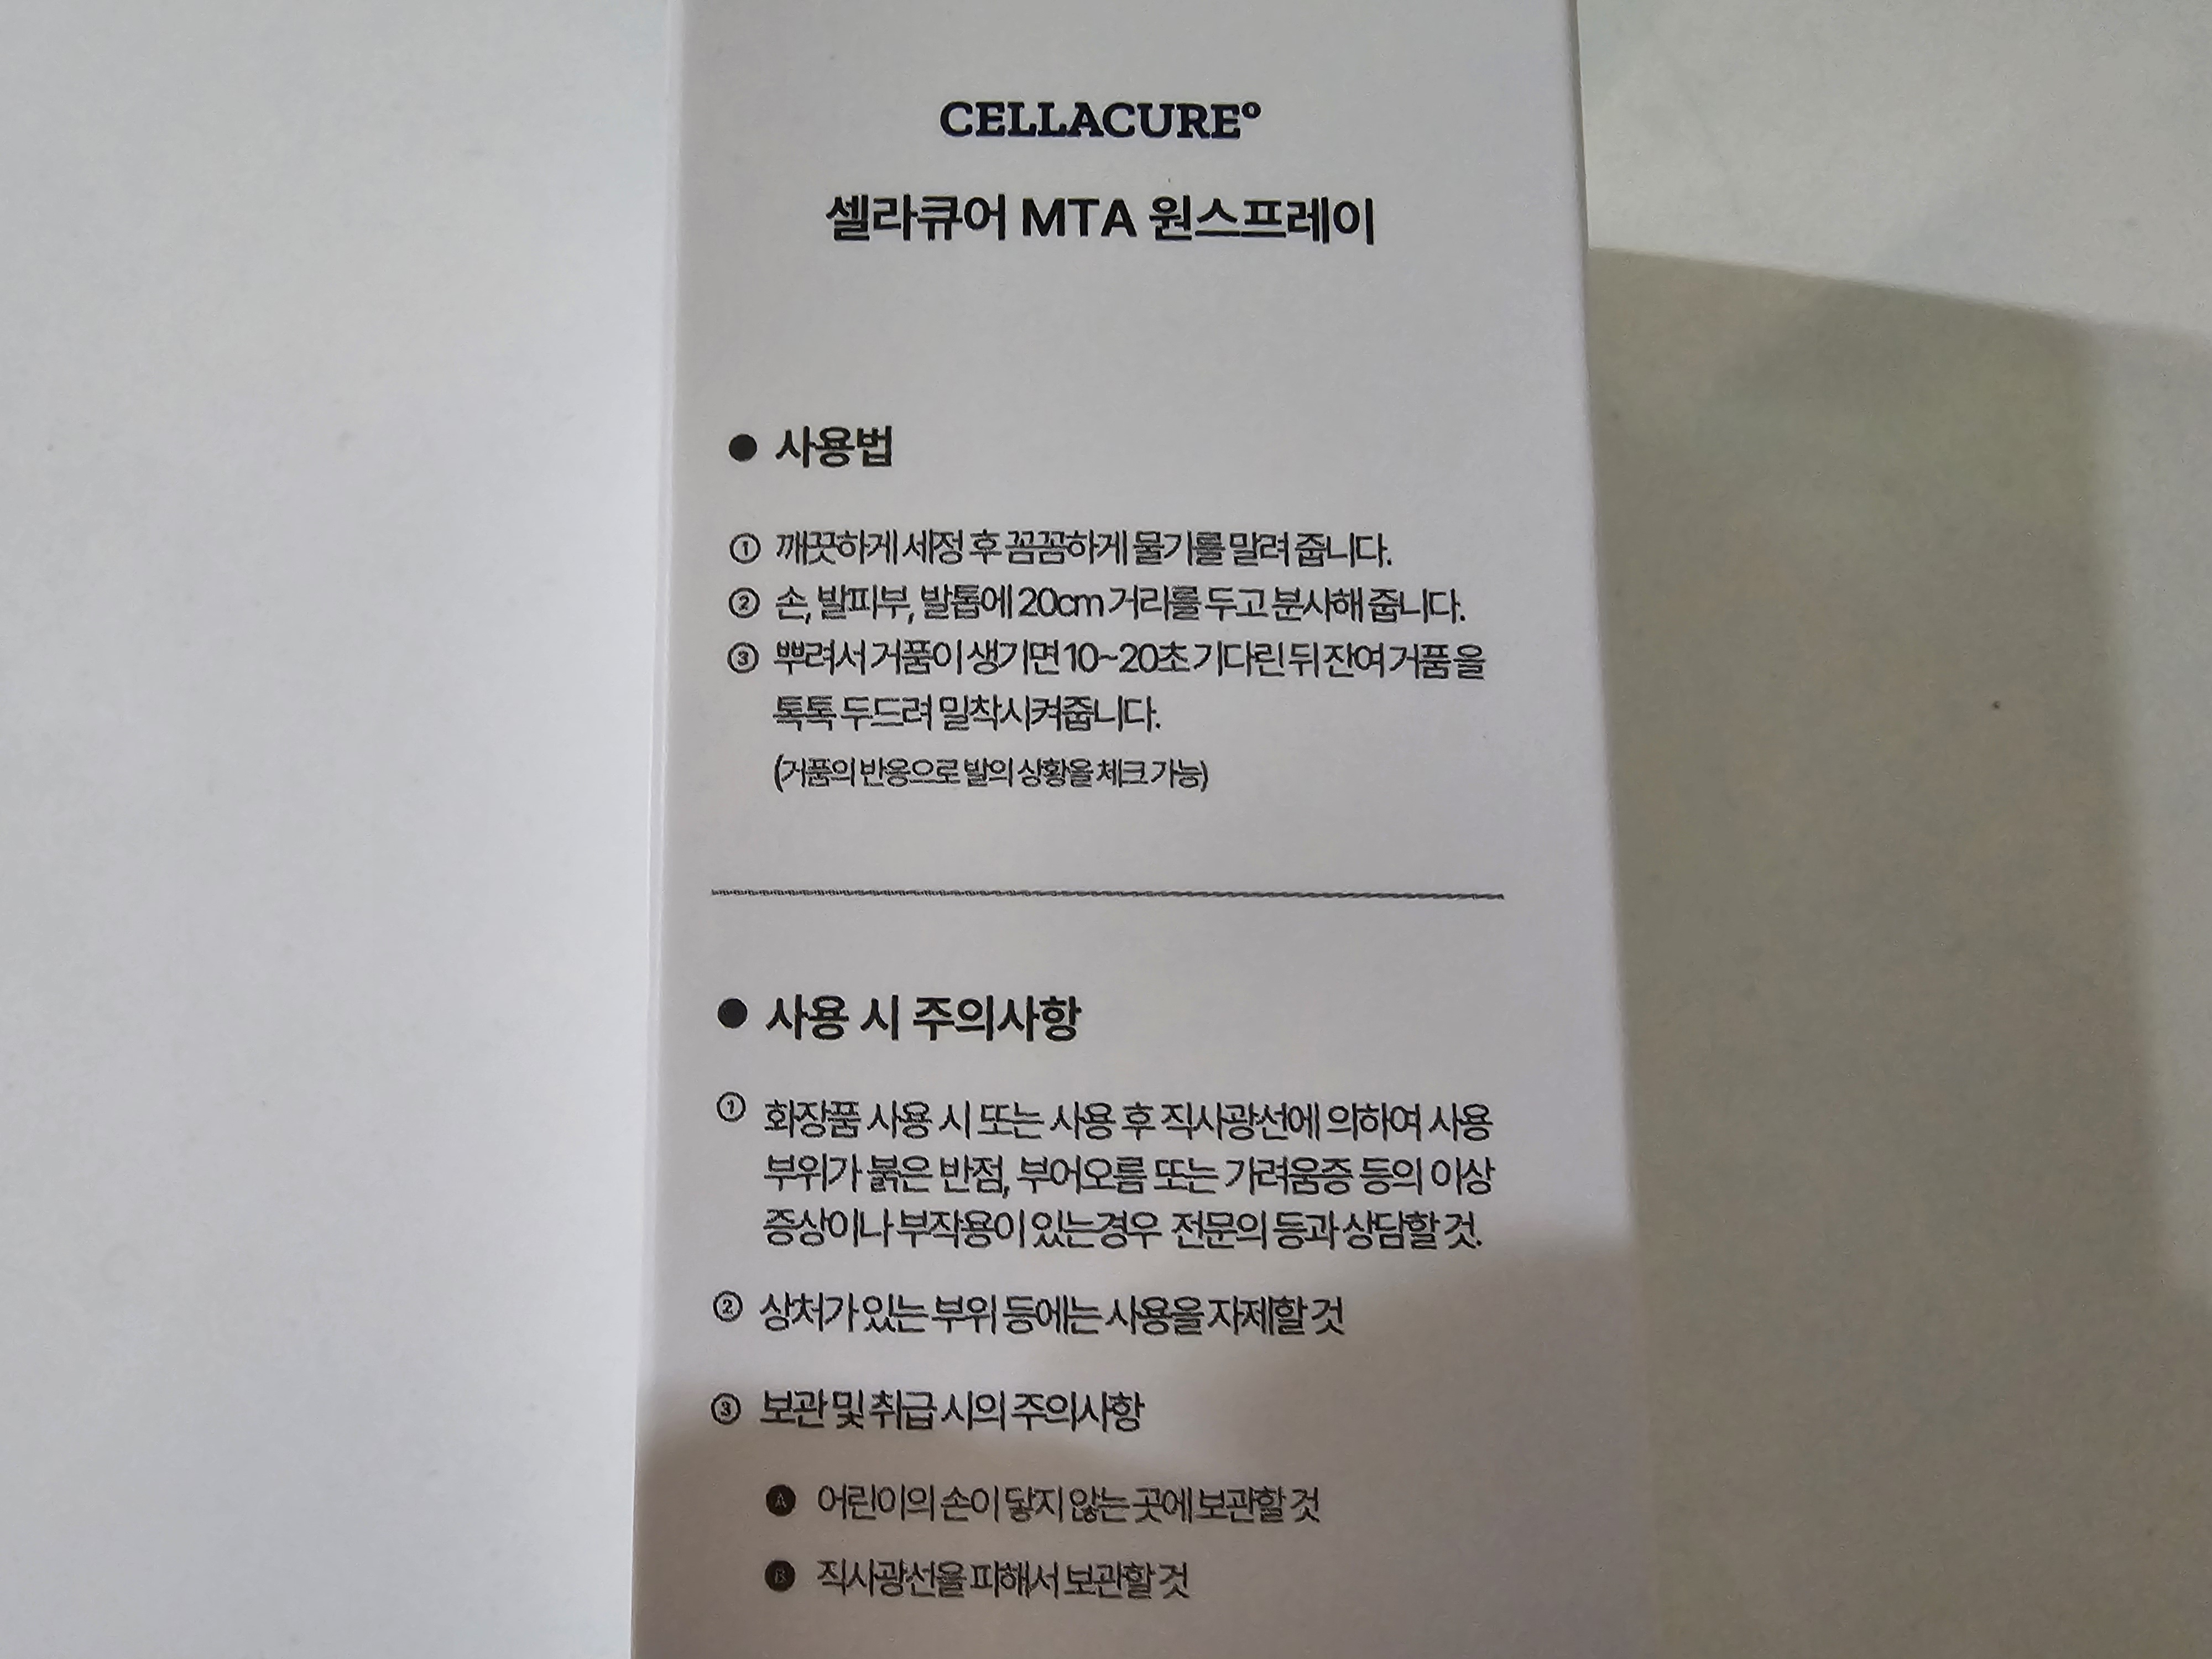 CELLACURE°
셀라큐어 MTA 원스프레이
● 사용법
① 깨끗하게 세정 후 꼼꼼하게 물기를 말려 줍니다.
② 손, 발피부, 발톱에 20cm 거리를 두고 분사해 줍니다.
③ 뿌려서 거품이 생기면 10~20초 기다린 뒤 잔여 거품을
톡톡 두드려 밀착시켜줍니다.
(거품의 반응으로 발의 상황을 체크 가능)
● 사용 시 주의사항
① 화장품 사용 시 또는 사용 후 직사광선에 의하여 사용
부위가 붉은 반점, 부어오름 또는 가려움증 등의 이상
증상이나 부작용이 있는경우 전문의 등과 상담할 것.
② 상처가 있는 부위 등에는 사용을 자제할 것
③ 보관 및 취급 시의 주의사항
A 어린이의 손이 닿지 않는 곳에 보관할 것
B 직사광선을 피해서 보관할 것